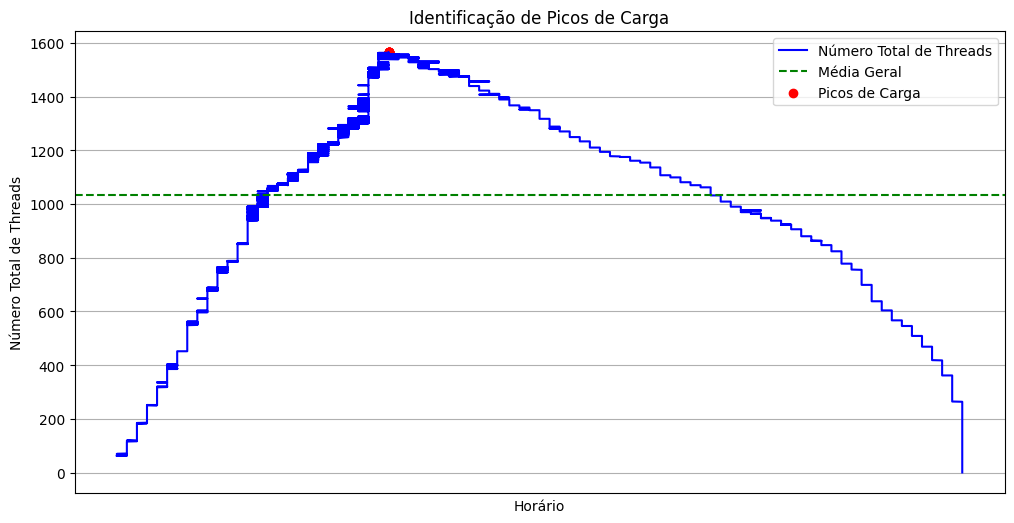 Identificação de Picos de Carga
Número Total de Threads
Média Geral
Picos de Carga
1600
1400
1200
1000
800
600
400
200
0
Número Total de Threads
Horário